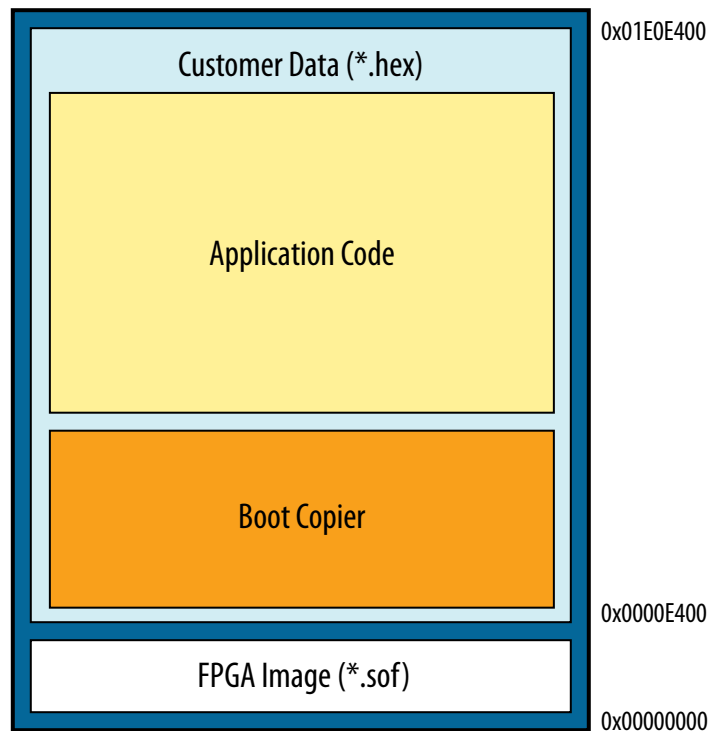 0x01E0E400
Customer Data (*.hex)
Application Code
Boot Copier
0x0000E400
FPGA Image (*.sof)
0x00000000